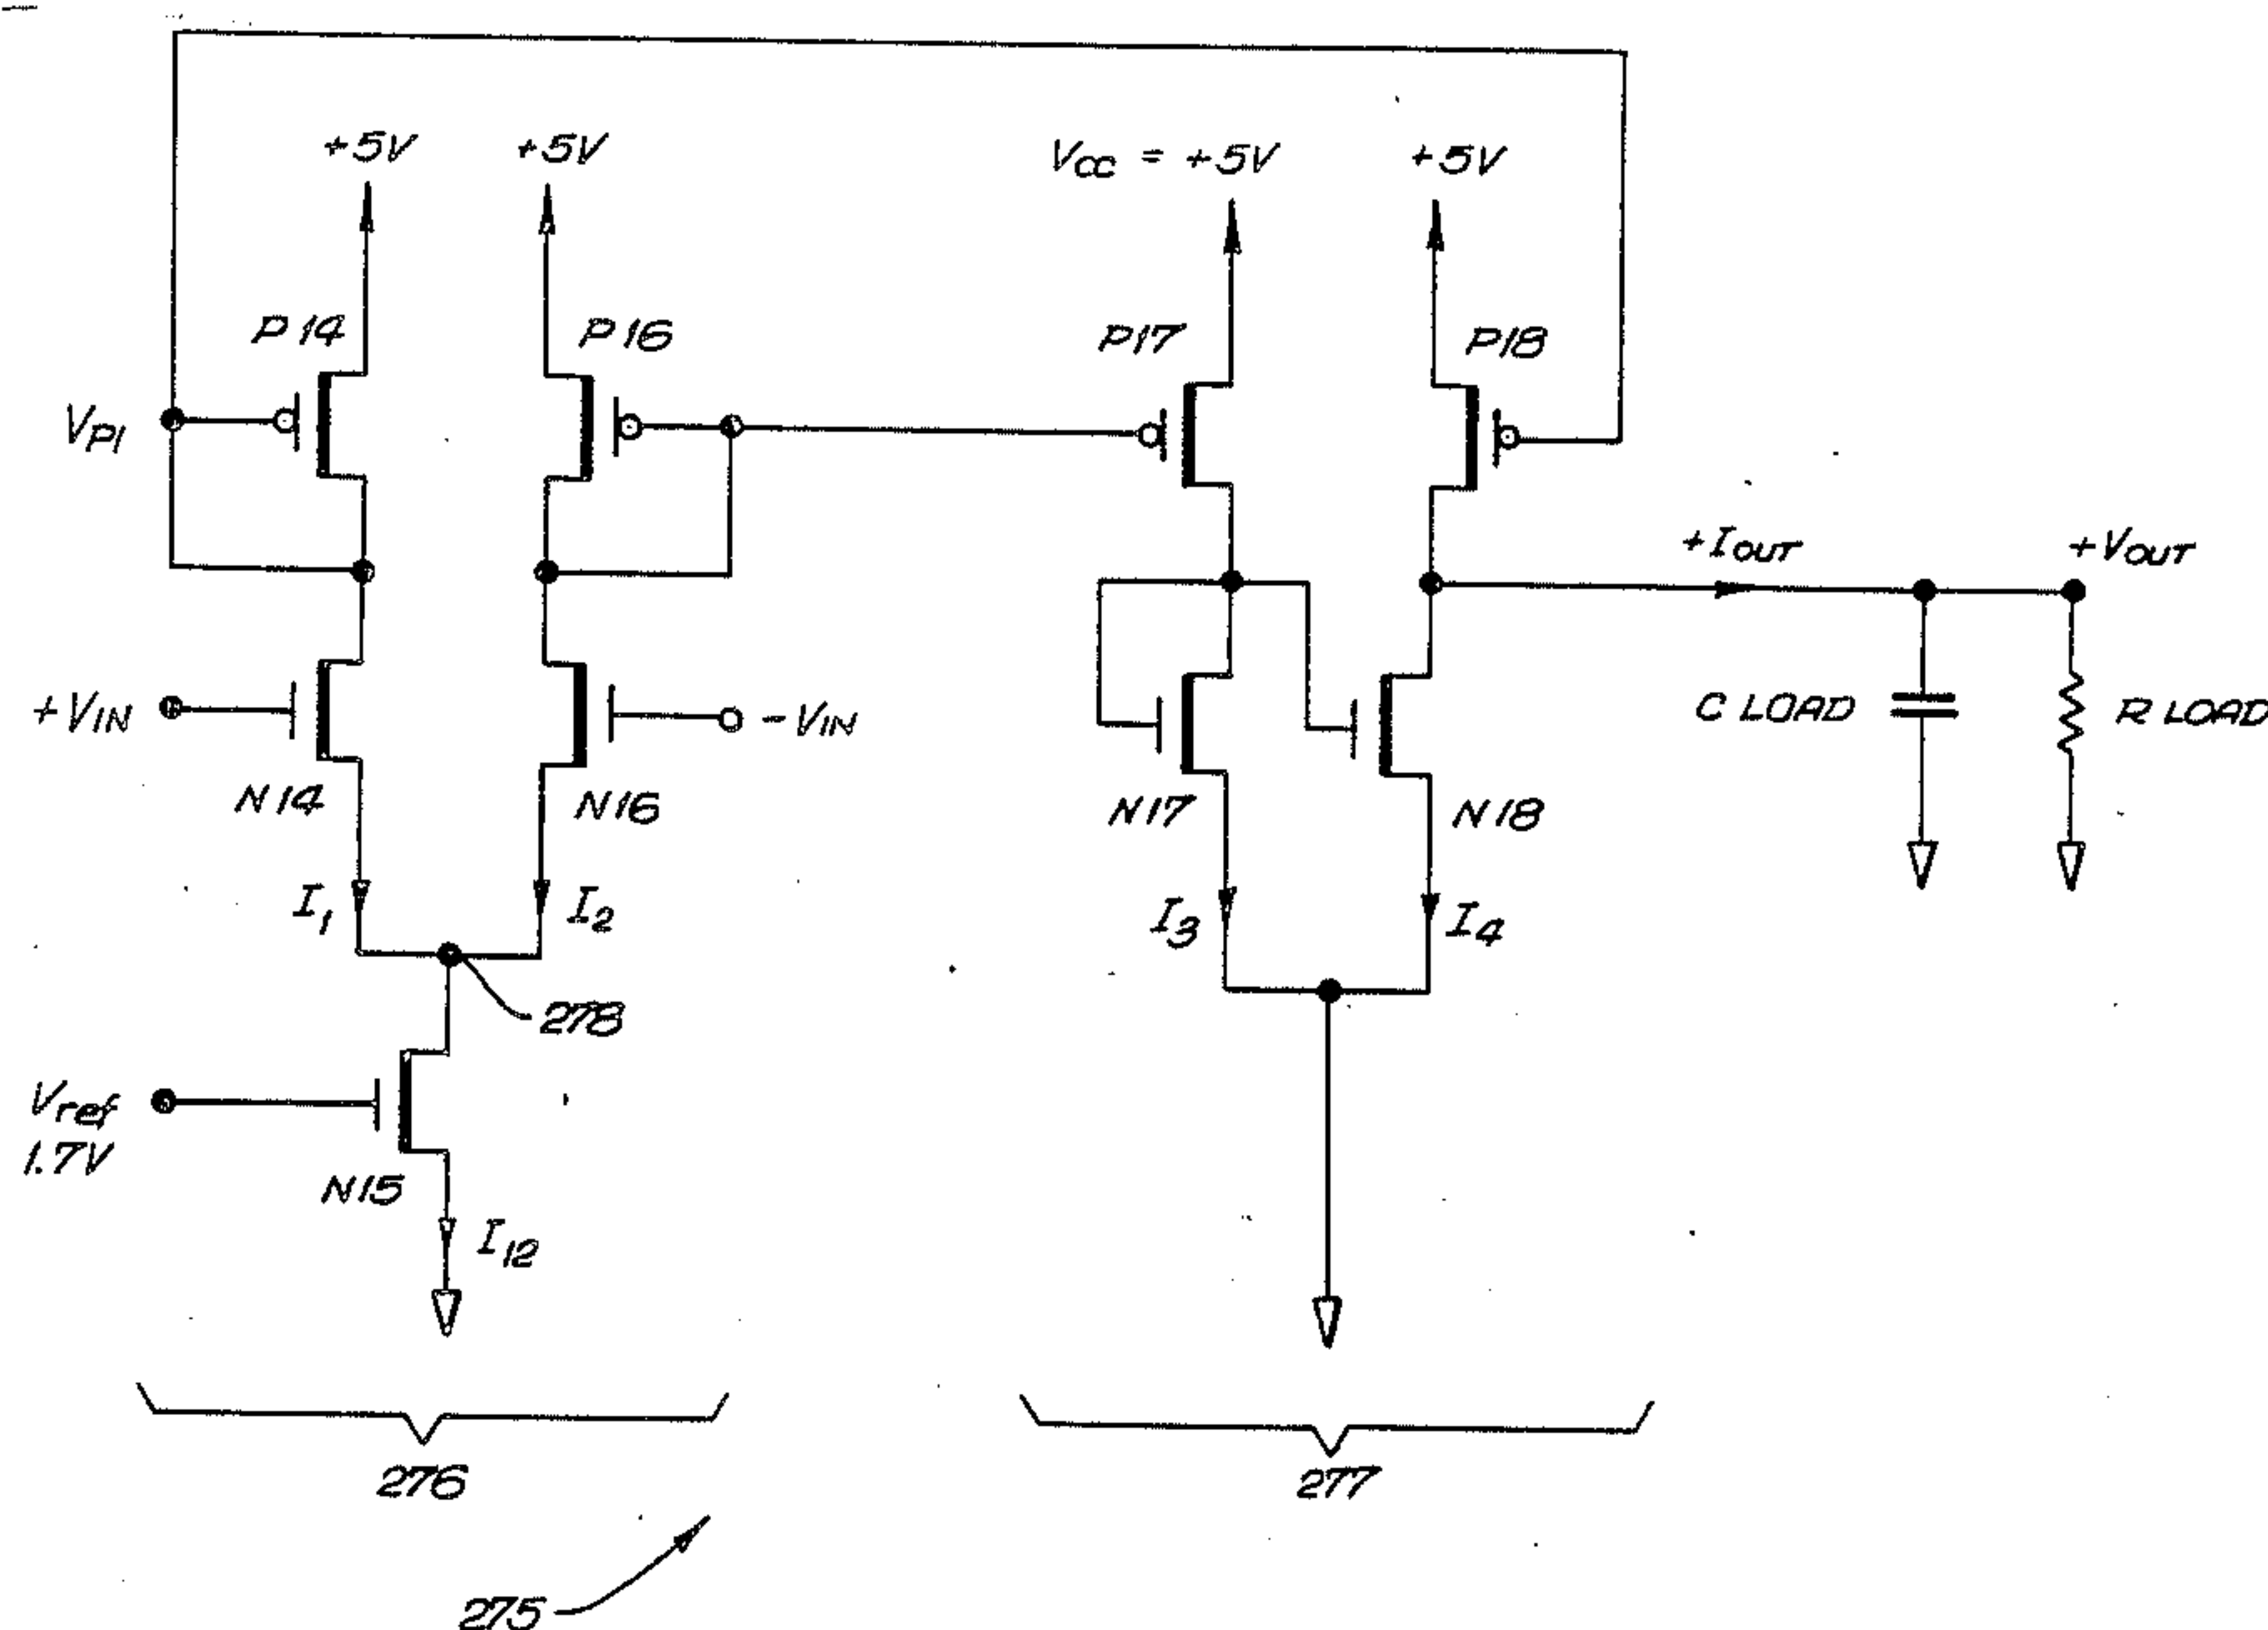 +5V
+5V
VCC = +5V
+5V
P14
P16
P17
P18
VP1
+IOUT
+VOUT
+VIN
-VIN
C LOAD
R LOAD
N14
N16
N17
N18
I1
I2
I3
I4
278
Vref
1.7V
N15
I12
276
277
275